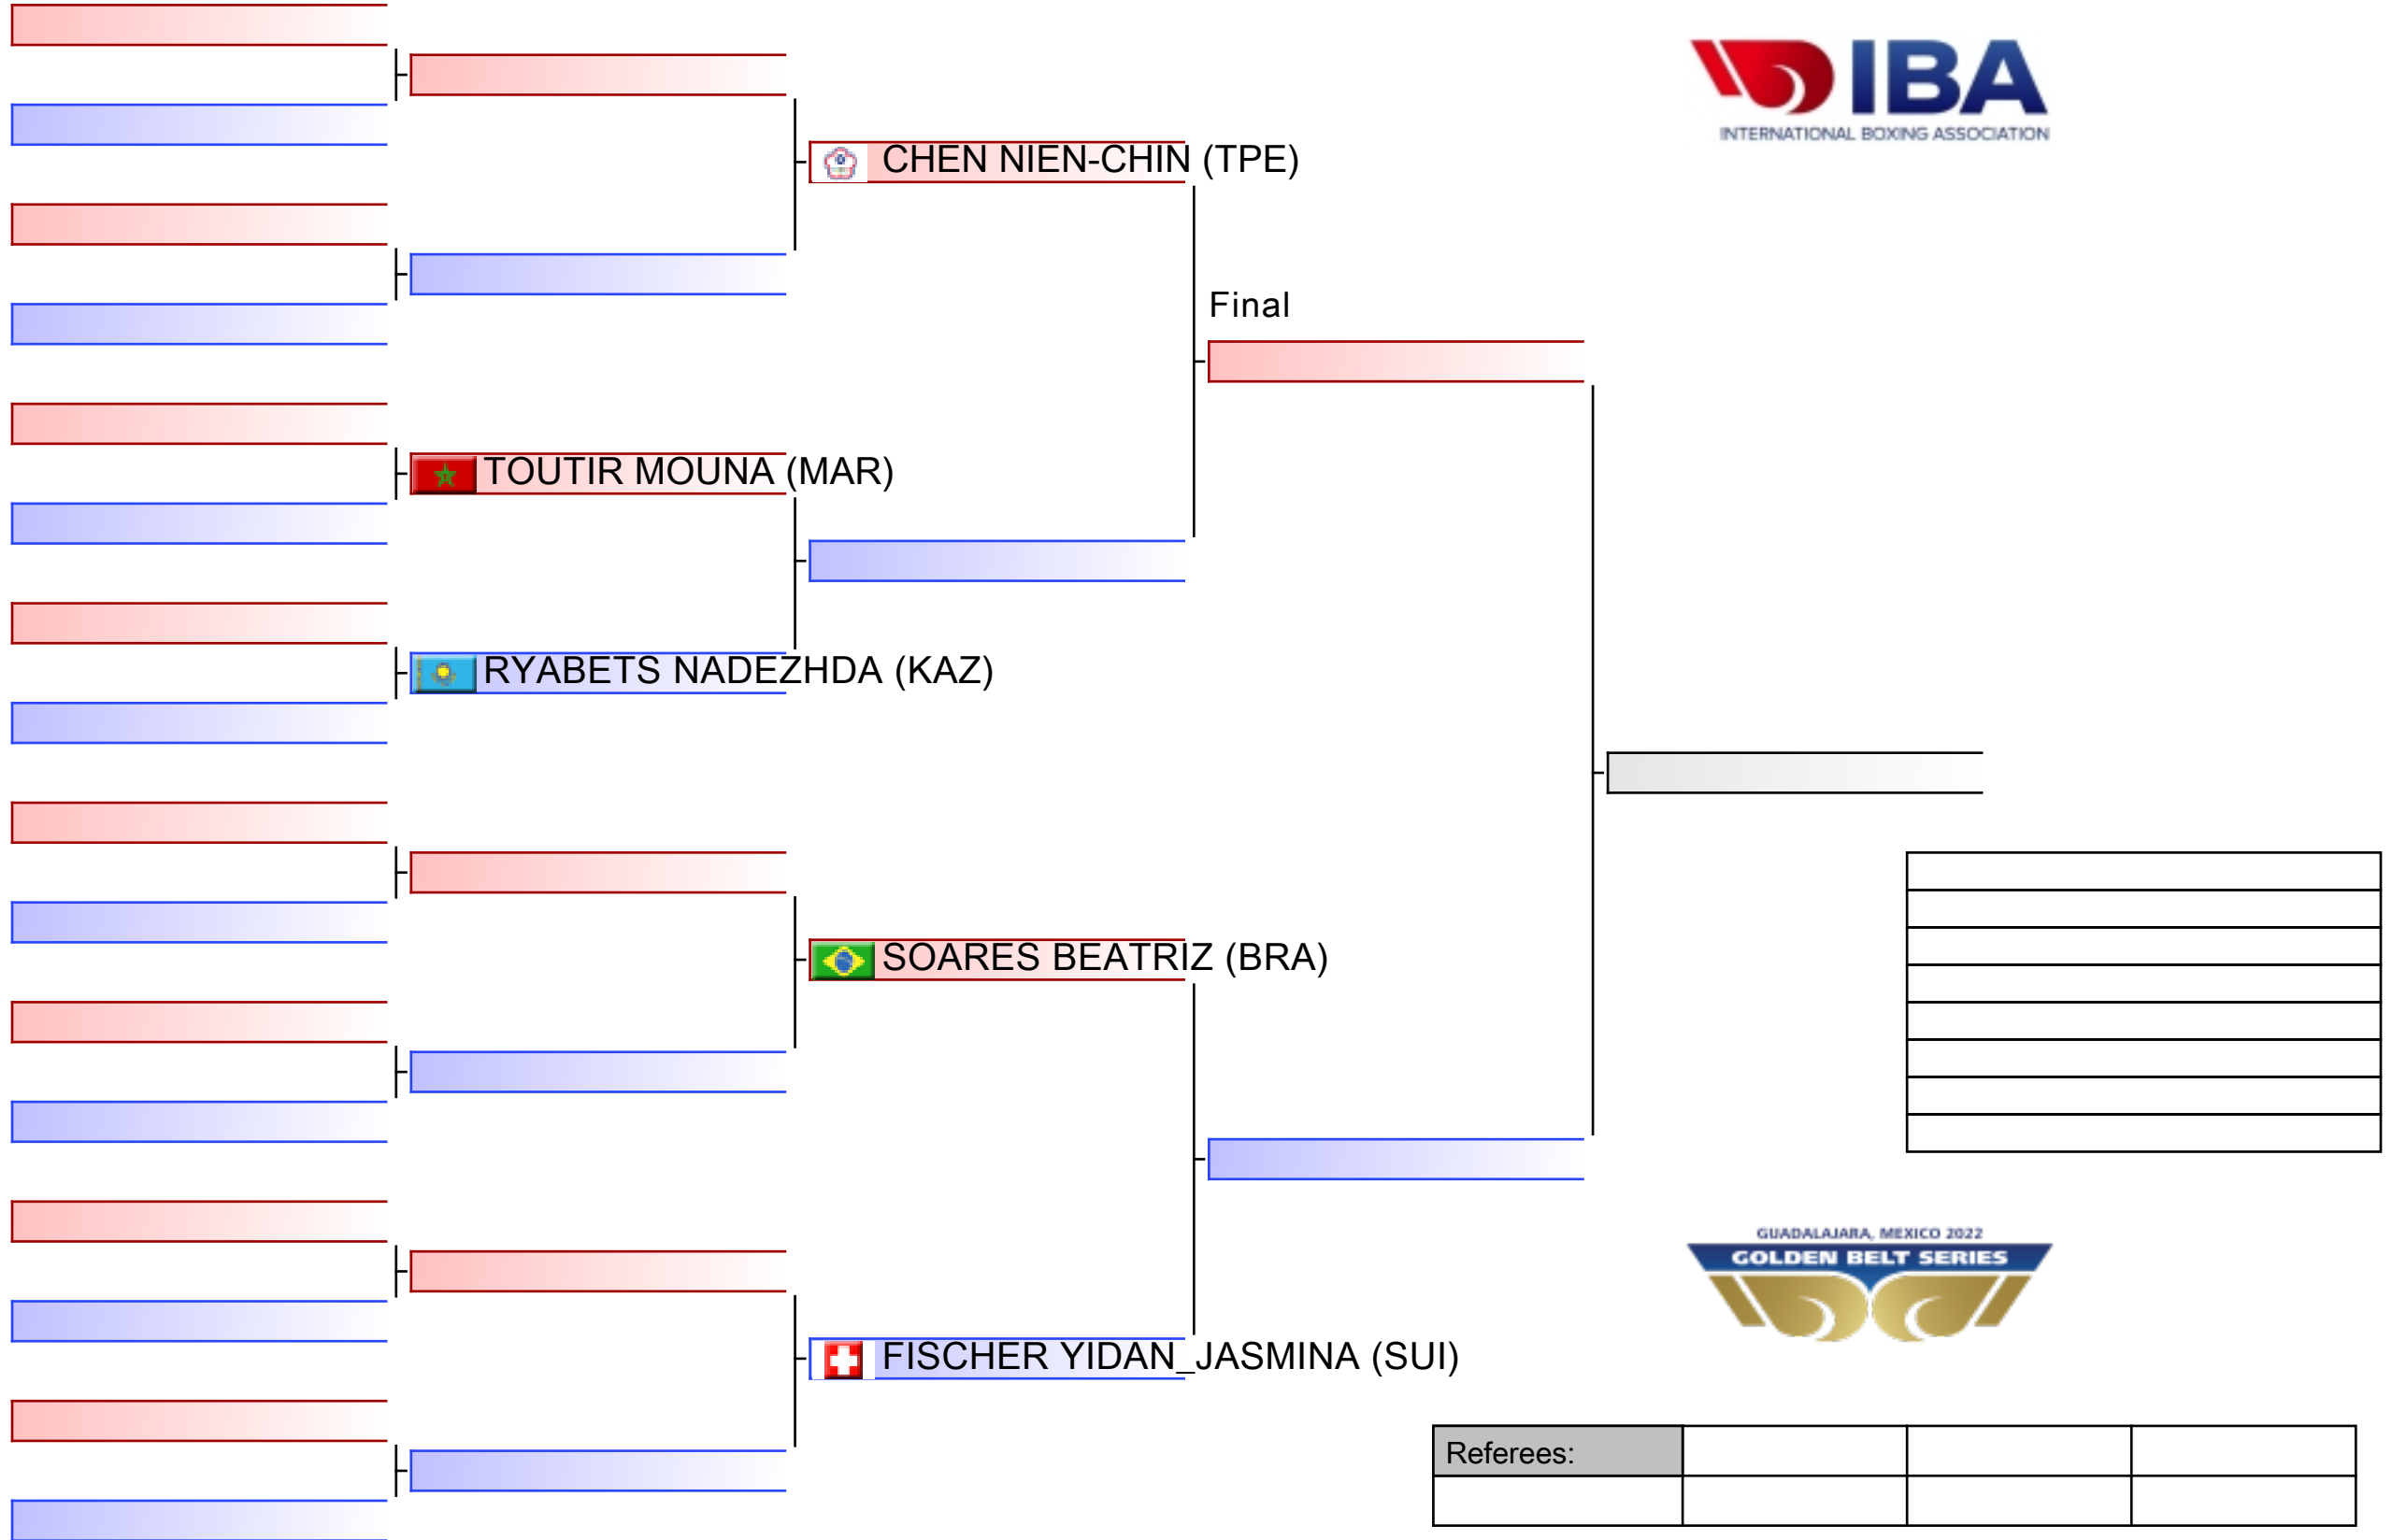 IBA
INTERNATIONAL BOXING ASSOCIATION
CHEN NIEN-CHIN (TPE)
Final
TOUTIR MOUNA (MAR)
RYABETS NADEZHDA (KAZ)
SOARES BEATRIZ (BRA)
GUADALAJARA, MEXICO 2022
GOLDEN BELT SERIES
FISCHER YIDAN_JASMINA (SUI)
Referees: